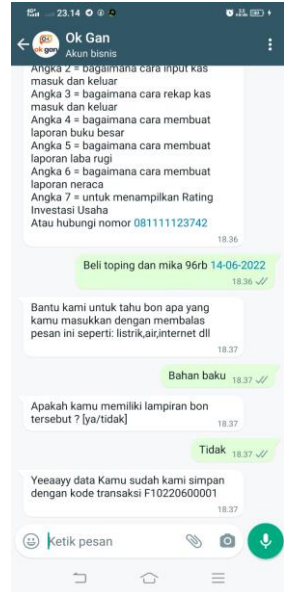 23.14
Ok Gan
Akun bisnis
ok gan
Angka 2 = bagaimana cara input kas
masuk dan keluar
Angka 3 = bagaimana cara rekap kas
masuk dan keluar
Angka 4 = bagaimana cara membuat
laporan buku besar
Angka 5 = bagaimana cara membuat
laporan laba rugi
Angka 6 = bagaimana cara membuat
laporan neraca
Angka 7 = untuk menampilkan Rating
Investasi Usaha
Atau hubungi nomor 081111123742
18.36
Beli toping dan mika 96rb 14-06-2022
18.36
Bantu kami untuk tahu bon apa yang
kamu masukkan dengan membalas
pesan ini seperti: listrik,air,internet dll
18.37
Bahan baku 18.37
Apakah kamu memiliki lampiran bon
tersebut ? [ya/tidak]
18.37
Tidak 18.37
Yeeaayy data Kamu sudah kami simpan
dengan kode transaksi F10220600001
18.37
Ketik pesan